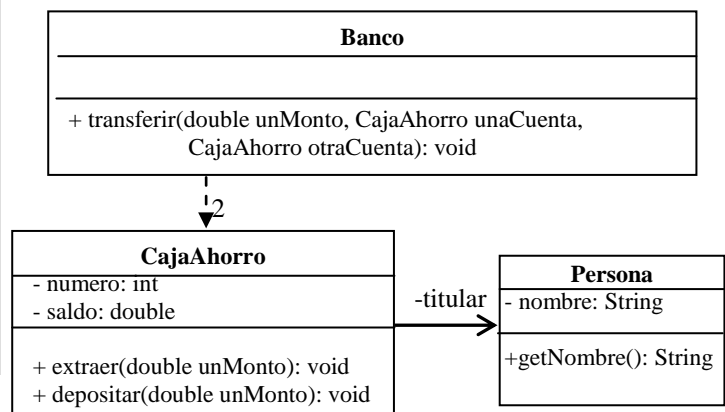 Banco
+ transferir(double unMonto, CajaAhorro unaCuenta,
CajaAhorro otraCuenta): void
2
CajaAhorro
- numero: int
- saldo: double
+ extraer(double unMonto): void
+ depositar(double unMonto): void
-titular
Persona
- nombre: String
+getNombre(): String